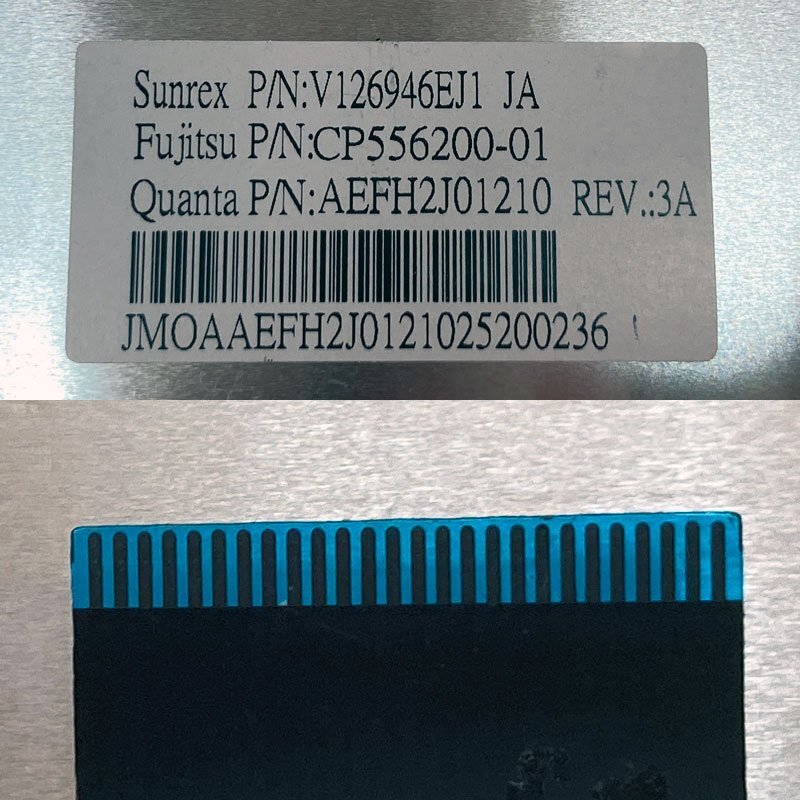 Sunrex P/N:V126946EJ1 JA
Fujitsu P/N:CP556200-01
Quanta P/N:AEFH2J01210 REV.:3A
JMOAAEFH2J0121025200236